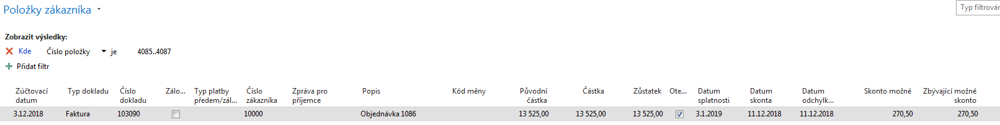 Položky zákazníka
Typ filtrován
Zobrazit výsledky:
Kde Číslo položky je 4085..4087
Přidat filtr
Zúčtovací datum Typ dokladu Číslo dokladu Zálo... Typ platby předem/zál... Číslo zákazníka Zpráva pro příjemce Popis Kód měny Původní částka Částka Zůstatek Ote... Datum splatnosti Datum skonta Datum odchylk... Skonto možné Zbývající možné skonto
3.12.2018 Faktura 103090 10000 Objednávka 1086 13 525,00 13 525,00 13 525,00 3.1.2019 11.12.2018 11.12.2018 270,50 270,50